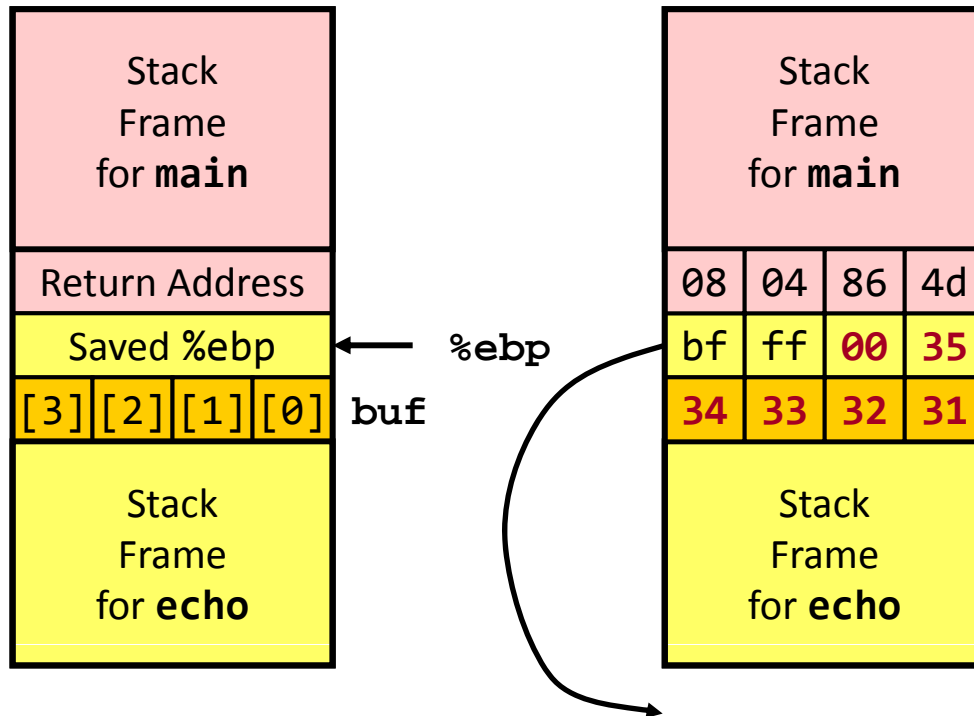 Stack
Frame
for main
Return Address
Saved %ebp
[3] [2] [1] [0]
buf
%ebp
Stack
Frame
for echo
Stack
Frame
for main
08 04 86 4d
bf ff 00 35
34 33 32 31
Stack
Frame
for echo